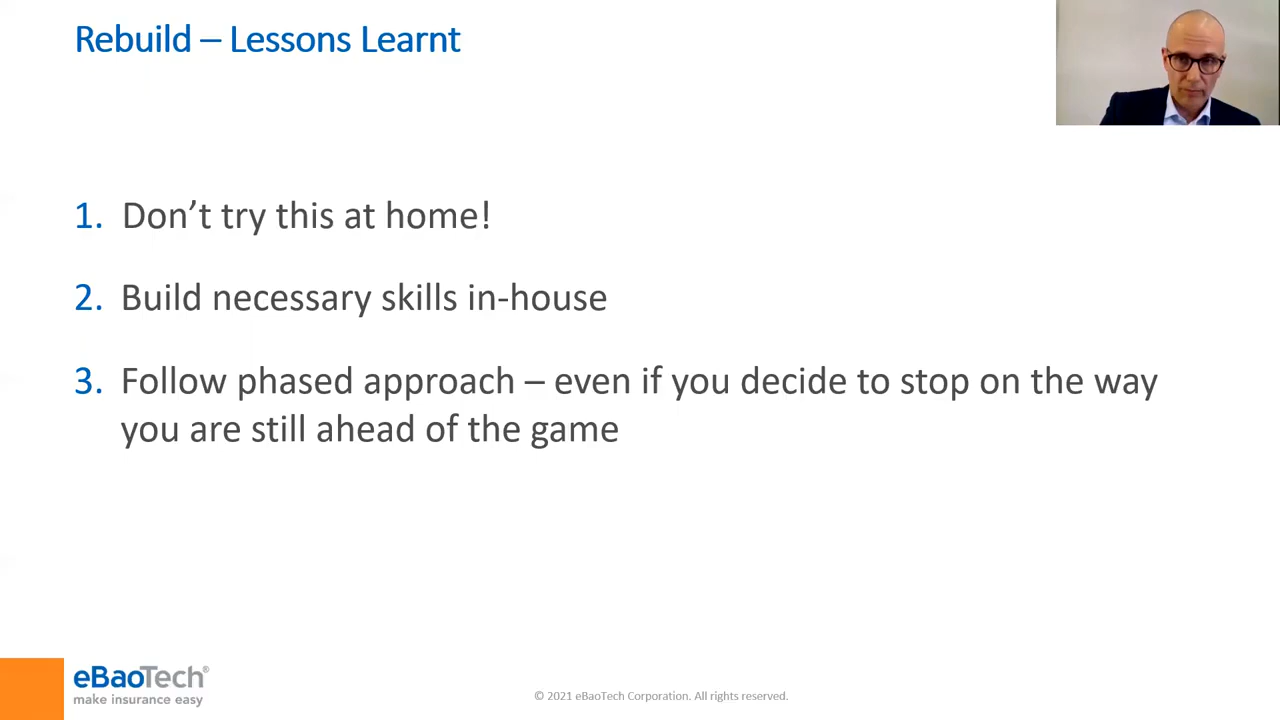 Rebuild – Lessons Learnt
1. Don’t try this at home!
2. Build necessary skills in-house
3. Follow phased approach – even if you decide to stop on the way
you are still ahead of the game
eBaoTech®
make insurance easy
© 2021 eBaoTech Corporation. All rights reserved.